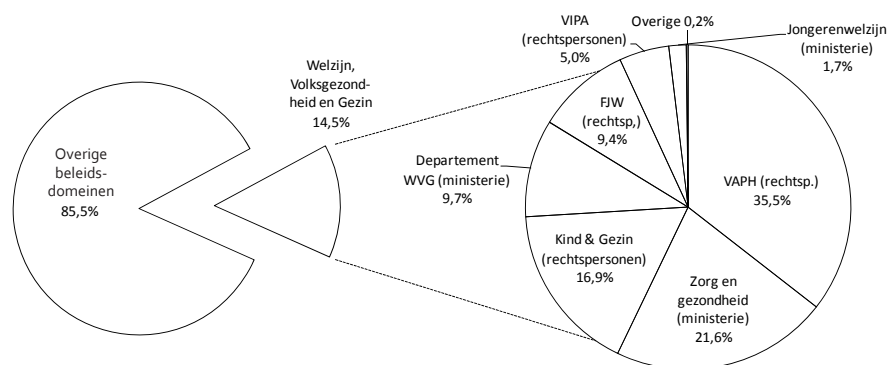 Overige
beleids-
domeinen
85,5%
Welzijn,
Volksgezond-
heid en Gezin
14,5%
VIPA
(rechtspersonen)
5,0%
Overige 0,2%
Jongerenwelzijn
(ministerie)
1,7%
FJW
(rechtsp,)
9,4%
Departement
WVG (ministerie)
9,7%
VAPH (rechtsp.)
35,5%
Kind & Gezin
(rechtspersonen)
16,9%
Zorg en
gezondheid
(ministerie)
21,6%